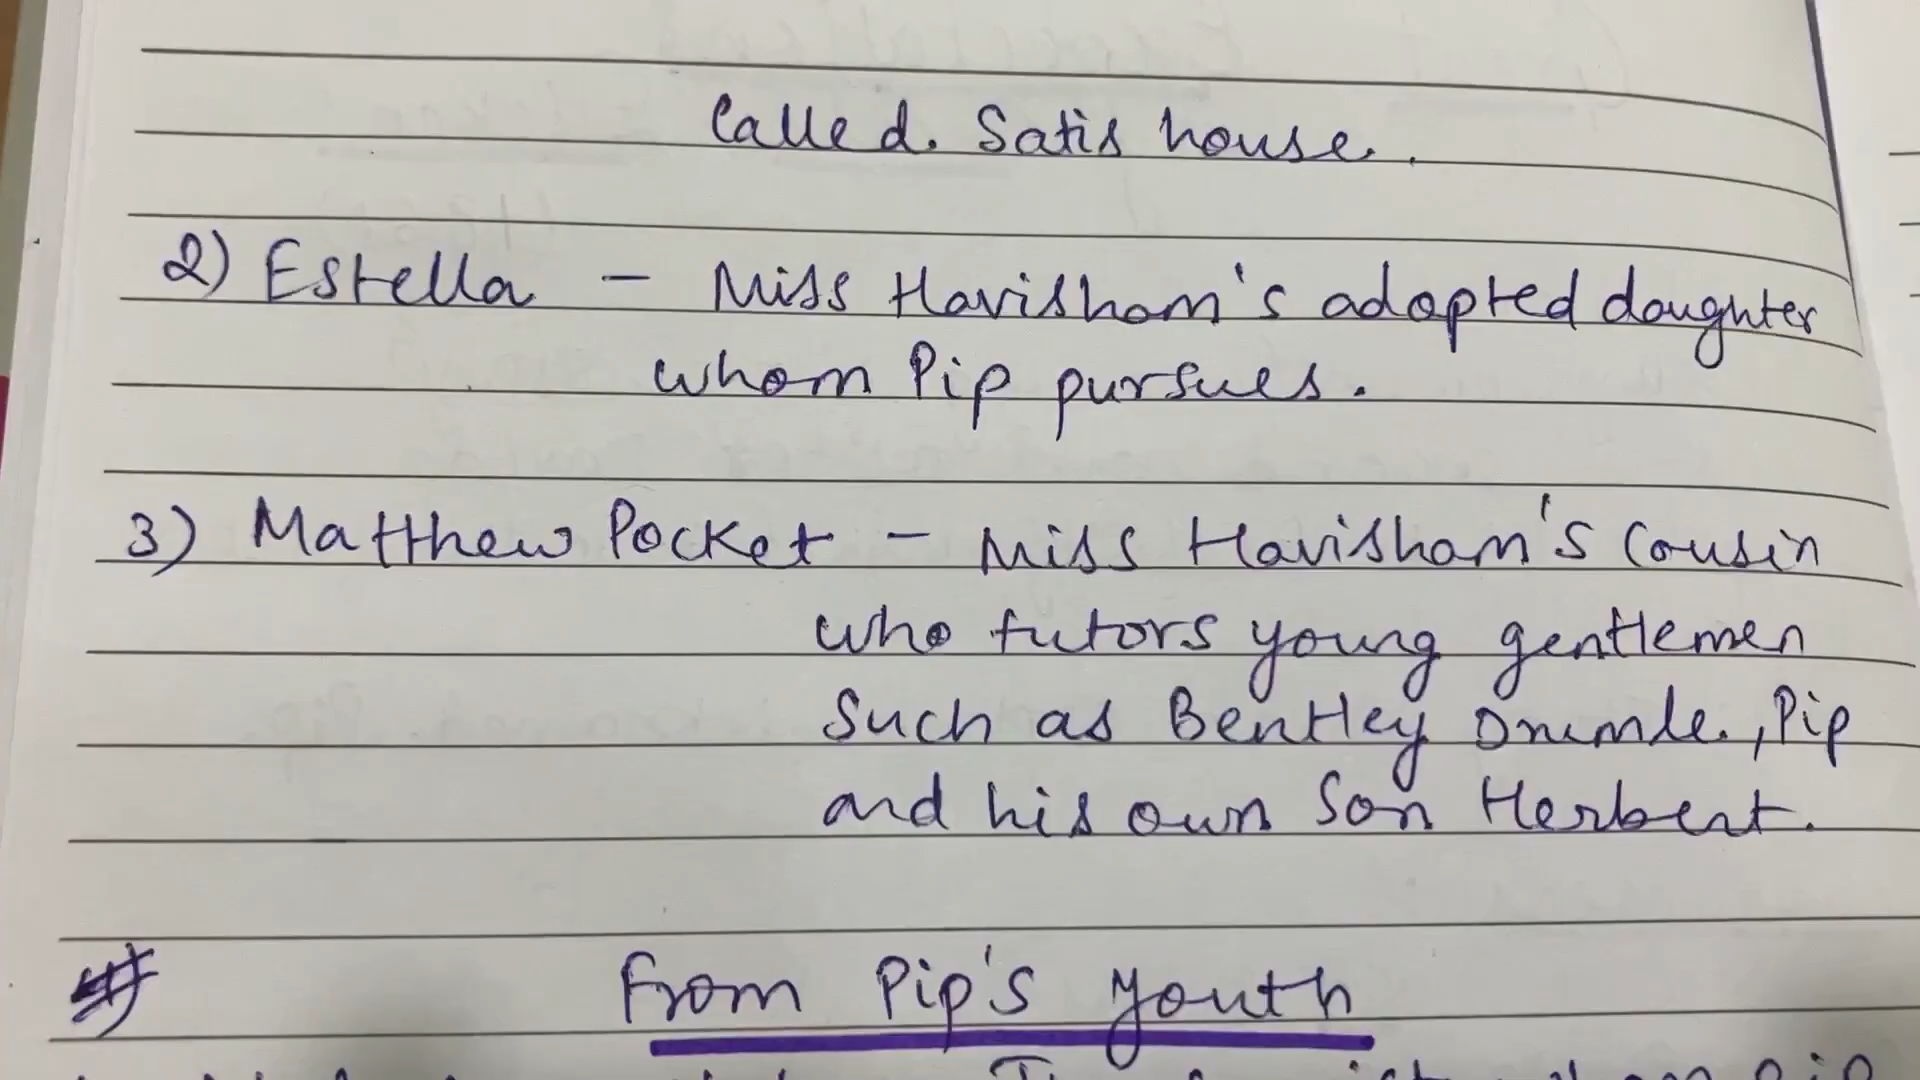 Called. Satis house.
2) Estella - Miss Havisham's adopted daughter
whom Pip pursues.
3) Matthew Pocket - Miss Havisham's Cousin
who tutors young gentlemen
Such as Bentley Drumle., Pip
and his own Son Herbert.
# From Pip's youth